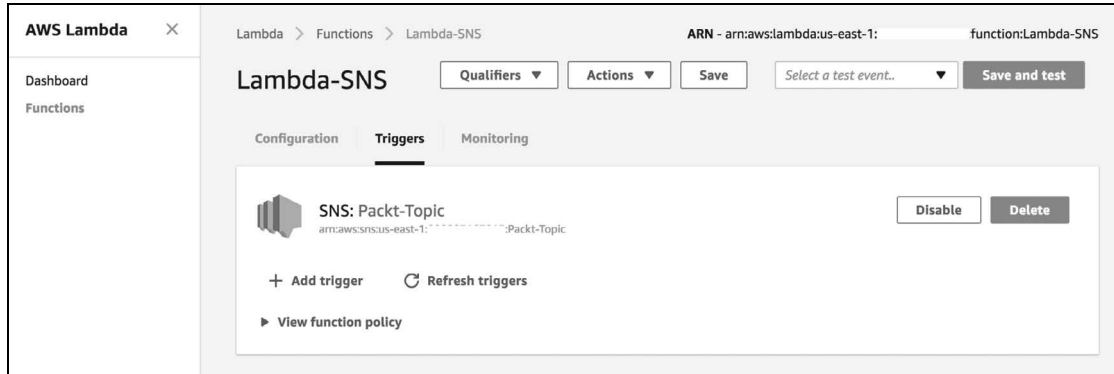 AWS Lambda
Lambda > Functions > Lambda-SNS
ARN - arn:aws:lambda:us-east-1: function:Lambda-SNS
Dashboard
Functions
Lambda-SNS
Qualifiers
Actions
Save
Select a test event..
Save and test
Configuration
Triggers
Monitoring
SNS: Packt-Topic
arn:aws:sns:us-east-1: :Packt-Topic
Disable
Delete
+ Add trigger
Refresh triggers
View function policy